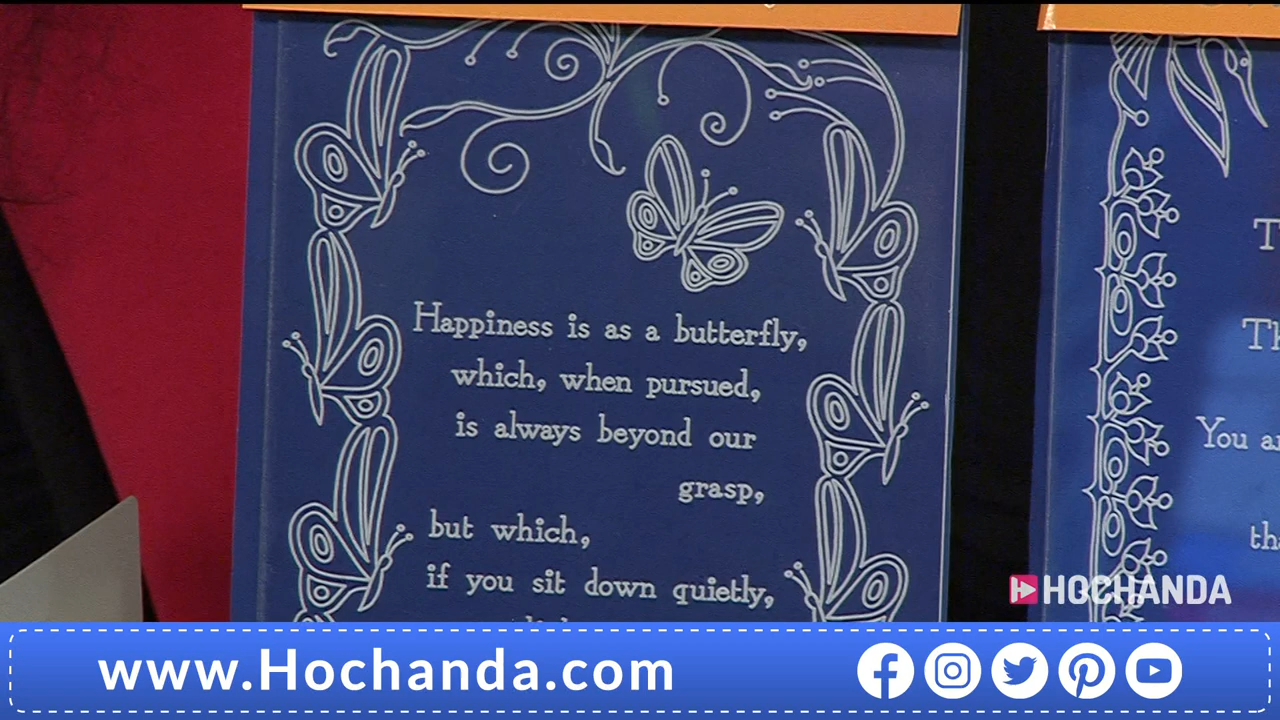 Happiness is as a butterfly,
which, when pursued,
is always beyond our
grasp,
but which,
if you sit down quietly,
You
HOCHANDA
www.Hochanda.com